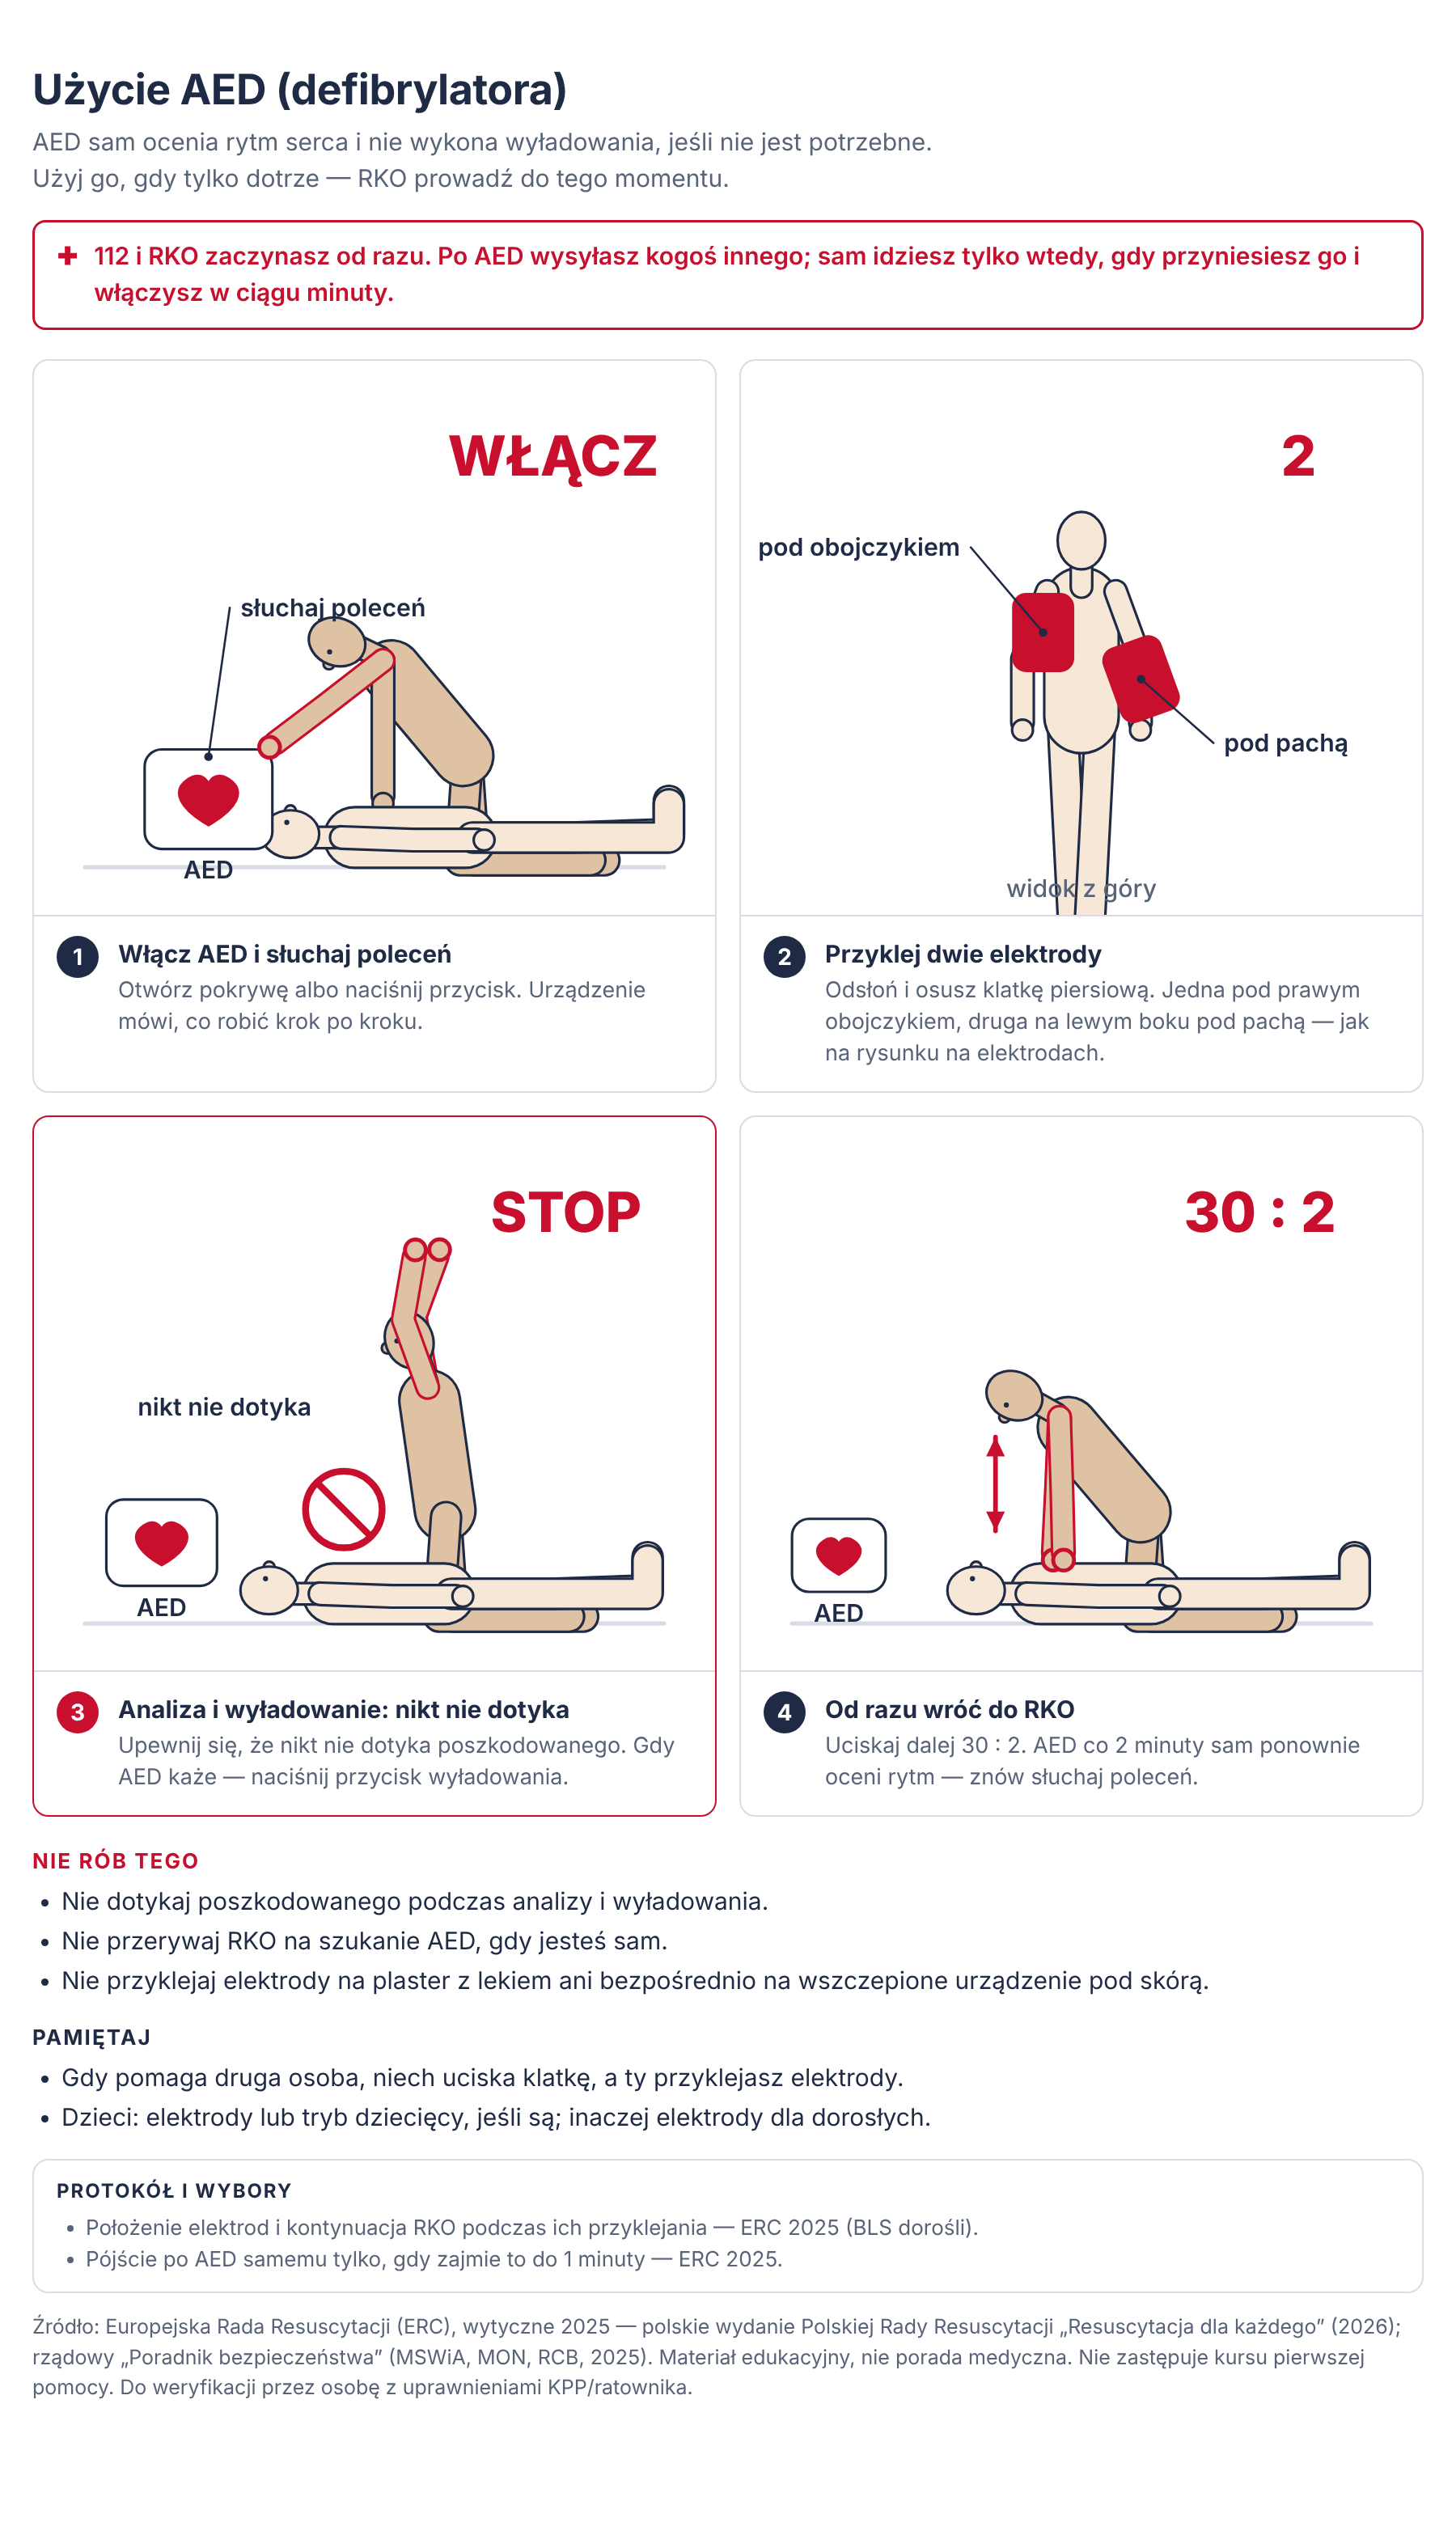 Użycie AED (defibrylatora)
AED sam ocenia rytm serca i nie wykona wyładowania, jeśli nie jest potrzebne.
Użyj go, gdy tylko dotrze — RKO prowadź do tego momentu.
112 i RKO zaczynasz od razu. Po AED wysyłasz kogoś innego; sam idziesz tylko wtedy, gdy przyniesiesz go i
włączysz w ciągu minuty.
WŁĄCZ
słuchaj poleceń
AED
1 Włącz AED i słuchaj poleceń
Otwórz pokrywę albo naciśnij przycisk. Urządzenie
mówi, co robić krok po kroku.
2
pod obojczykiem
pod pachą
widok z góry
2 Przyklej dwie elektrody
Odsłoń i osusz klatkę piersiową. Jedna pod prawym
obojczykiem, druga na lewym boku pod pachą — jak
na rysunku na elektrodach.
STOP
nikt nie dotyka
AED
3 Analiza i wyładowanie: nikt nie dotyka
Upewnij się, że nikt nie dotyka poszkodowanego. Gdy
AED każe — naciśnij przycisk wyładowania.
30 : 2
AED
4 Od razu wróć do RKO
Uciskaj dalej 30 : 2. AED co 2 minuty sam ponownie
oceni rytm — znów słuchaj poleceń.
NIE RÓB TEGO
• Nie dotykaj poszkodowanego podczas analizy i wyładowania.
• Nie przerywaj RKO na szukanie AED, gdy jesteś sam.
• Nie przyklejaj elektrody na plaster z lekiem ani bezpośrednio na wszczepione urządzenie pod skórą.
PAMIĘTAJ
• Gdy pomaga druga osoba, niech uciska klatkę, a ty przyklejasz elektrody.
• Dzieci: elektrody lub tryb dziecięcy, jeśli są; inaczej elektrody dla dorosłych.
PROTOKÓŁ I WYBORY
• Położenie elektrod i kontynuacja RKO podczas ich przyklejania — ERC 2025 (BLS dorośli).
• Pójście po AED samemu tylko, gdy zajmie to do 1 minuty — ERC 2025.
Źródło: Europejska Rada Resuscytacji (ERC), wytyczne 2025 — polskie wydanie Polskiej Rady Resuscytacji „Resuscytacja dla każdego” (2026);
rządowy „Poradnik bezpieczeństwa” (MSWiA, MON, RCB, 2025). Materiał edukacyjny, nie porada medyczna. Nie zastępuje kursu pierwszej
pomocy. Do weryfikacji przez osobę z uprawnieniami KPP/ratownika.